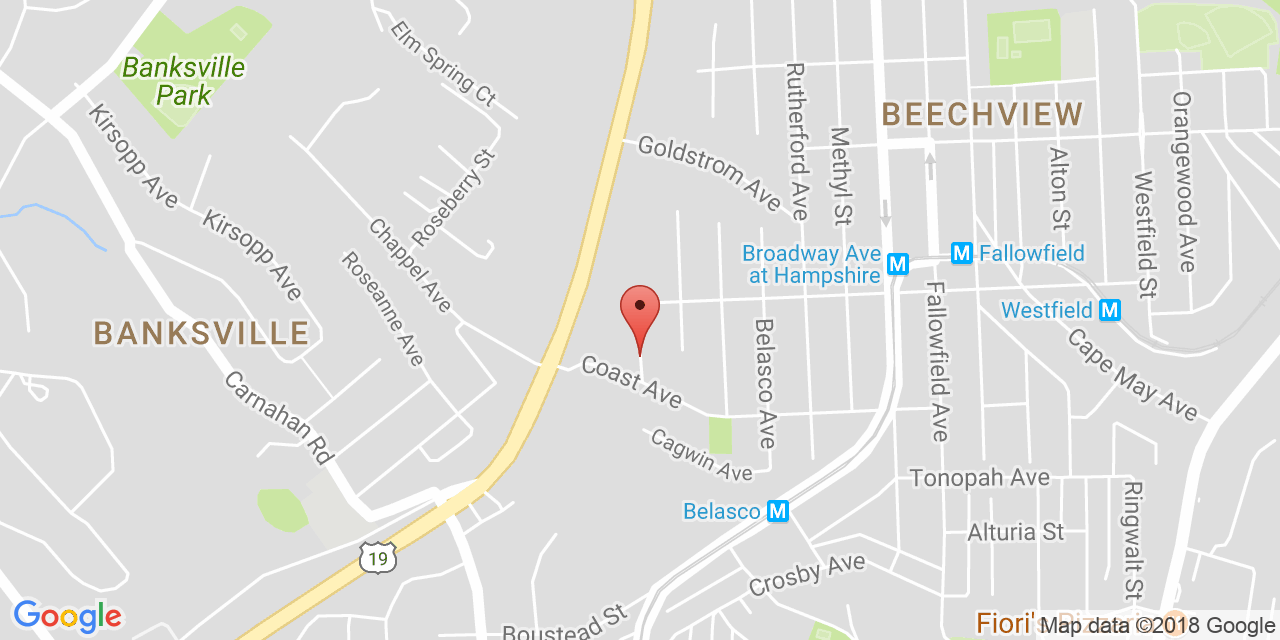 Elm Spring Ct
Banksville
Park
Kirsopp Ave
Kirsopp Ave
Roseberry St
Chappel Ave
Roseanne Ave
BANKSVILLE
Carnahan Rd
19
Goldstrom Ave
Rutherford Ave
Methyl St
BEECHVIEW
Alton St
Westfield St
Orangewood Ave
Broadway Ave
at Hampshire
M
M
Fallowfield
Westfield
M
Fallowfield Ave
Cape May Ave
Belasco Ave
Coast Ave
Cagwin Ave
Belasco
M
Tonopah Ave
Alturia St
Ringwalt St
Crosby Ave
Boustead St
Fiori's
Google
Map data ©2018 Google